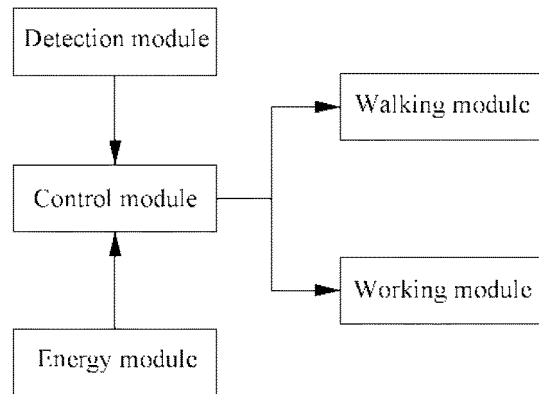 Detection module
Walking module
Control module
Working module
Energy module